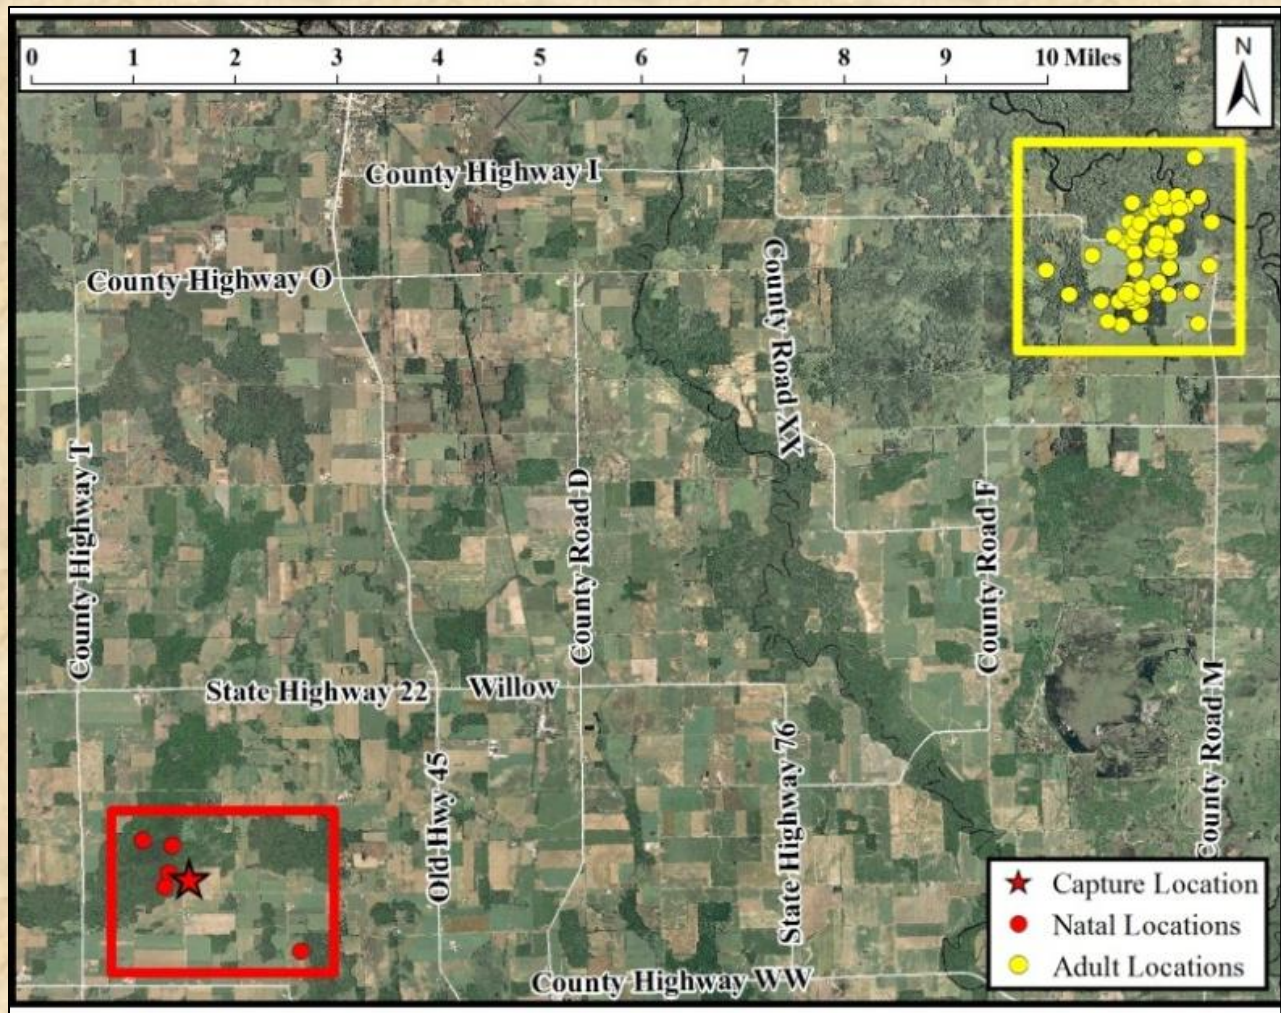 0 1 2 3 4 5 6 7 8 9 10 Miles
N
County Highway I
County Highway O
County Road XX
County Highway T
County Road D
County Road F
State Highway 22
Willow
County Road M
Old Hwy 45
State Highway 76
County Highway WW
Capture Location
Natal Locations
Adult Locations